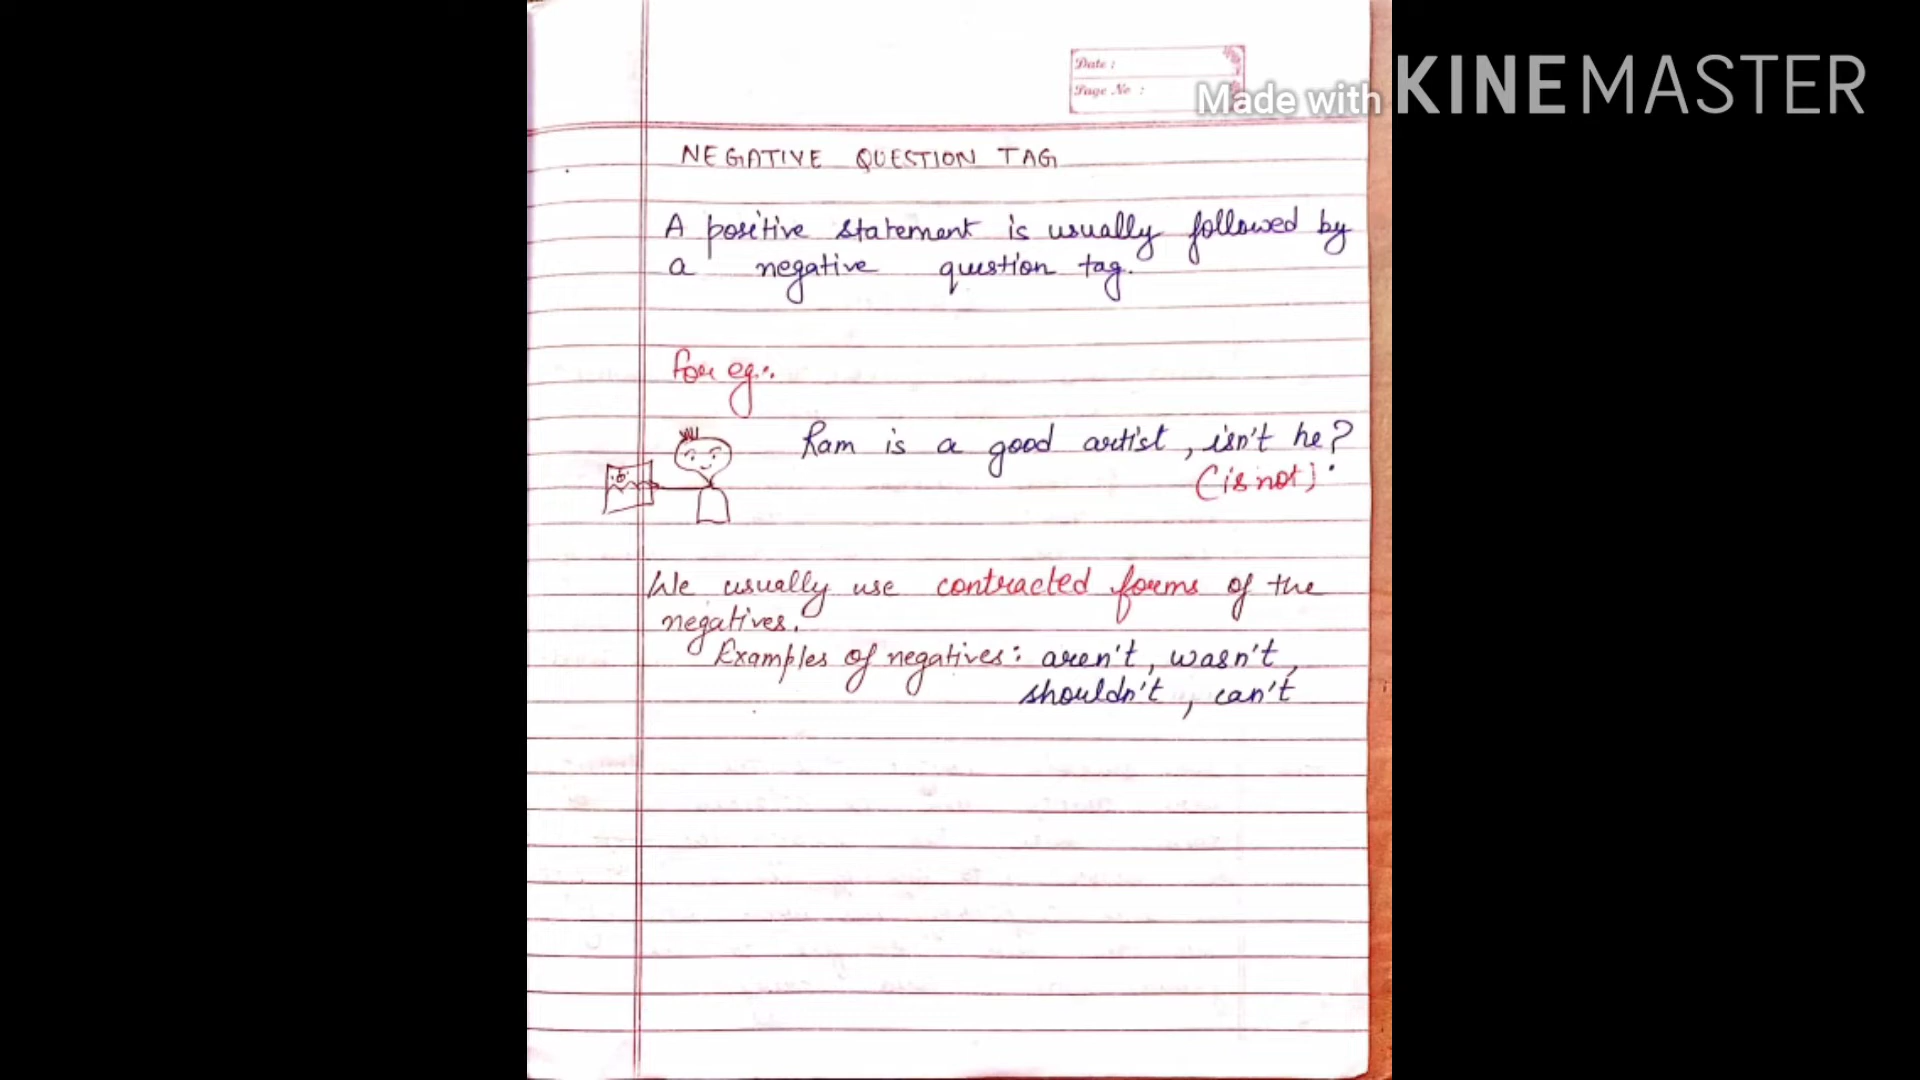 Date :
Page No :
Made with KINEMASTER
NEGATIVE QUESTION TAG
A positive statement is usually followed by
a negative question tag.
For eg:.
Ram is a good artist, isn't he?
(is not)
We usually use contracted forms of the
negatives.
Examples of negatives: aren't, wasn't,
shouldn't, can't